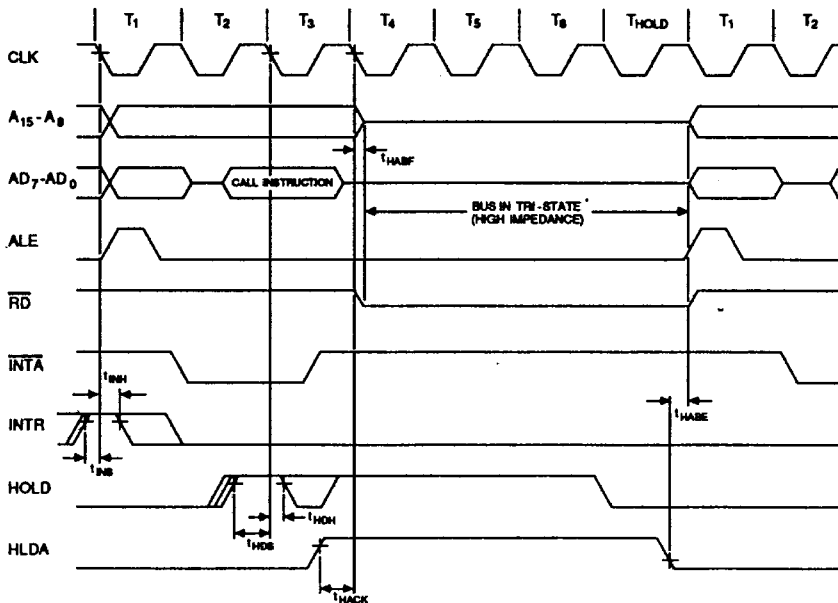 T1 T2 T3 T4 T5 T6 THOLD T1 T2
CLK
A15-A8
tHABF
AD7-AD0
CALL INSTRUCTION
BUS IN TRI-STATE*
(HIGH IMPEDANCE)
ALE
RD
INTA
tINH
tHABE
INTR
tINS
HOLD
tHDH
tHDS
HLDA
tHACK